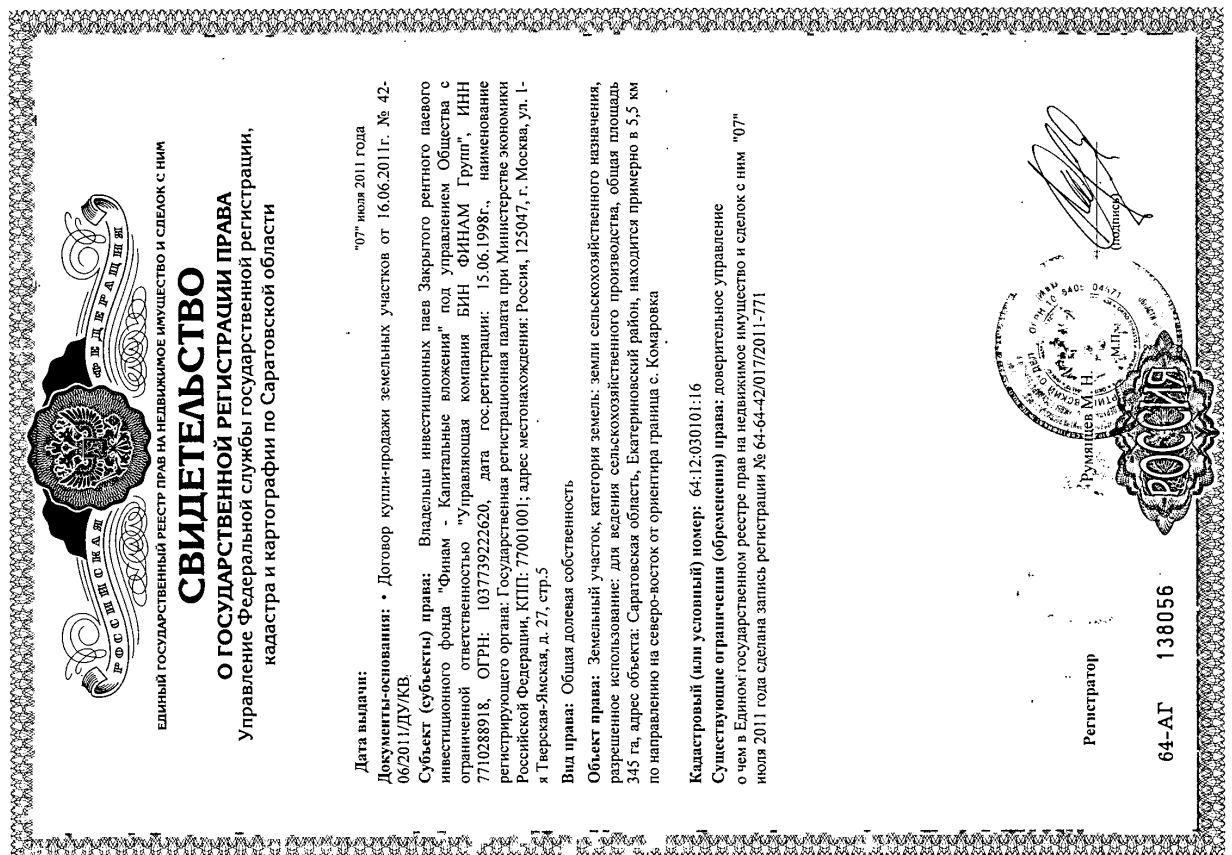 РОССИЙСКАЯ ФЕДЕРАЦИЯ
ЕДИНЫЙ ГОСУДАРСТВЕННЫЙ РЕЕСТР ПРАВ НА НЕДВИЖИМОЕ ИМУЩЕСТВО И СДЕЛОК С НИМ
СВИДЕТЕЛЬСТВО
О ГОСУДАРСТВЕННОЙ РЕГИСТРАЦИИ ПРАВА
Управление Федеральной службы государственной регистрации,
кадастра и картографии по Саратовской области
Дата выдачи: "07" июля 2011 года
Документы-основания: • Договор купли-продажи земельных участков от 16.06.2011г. № 42-
06/2011/ДУ/КВ
Субъект (субъекты) права: Владельцы инвестиционных паев Закрытого рентного паевого
инвестиционного фонда "Финам - Капитальные вложения" под управлением Общества с
ограниченной ответственностью "Управляющая компания БИН ФИНАМ Групп", ИНН
7710288918, ОГРН: 1037739222620, дата гос.регистрации: 15.06.1998г., наименование
регистрирующего органа: Государственная регистрационная палата при Министерстве экономики
Российской Федерации, КПП: 77001001; адрес местонахождения: Россия, 125047, г. Москва, ул. 1-
я Тверская-Ямская, д. 27, стр.5
Вид права: Общая долевая собственность
Объект права: Земельный участок, категория земель: земли сельскохозяйственного назначения,
разрешенное использование: для ведения сельскохозяйственного производства, общая площадь
345 га, адрес объекта: Саратовская область, Екатериновский район, находится примерно в 5,5 км
по направлению на северо-восток от ориентира граница с. Комаровка
Кадастровый (или условный) номер: 64:12:030101:16
Существующие ограничения (обременения) права: доверительное управление
о чем в Едином государственном реестре прав на недвижимое имущество и сделок с ним "07"
июля 2011 года сделана запись регистрации № 64-64-42/017/2011-771
Регистратор Румянцев М. Н.
М.П.
(подпись)
РОССИЯ
64-АГ 138056